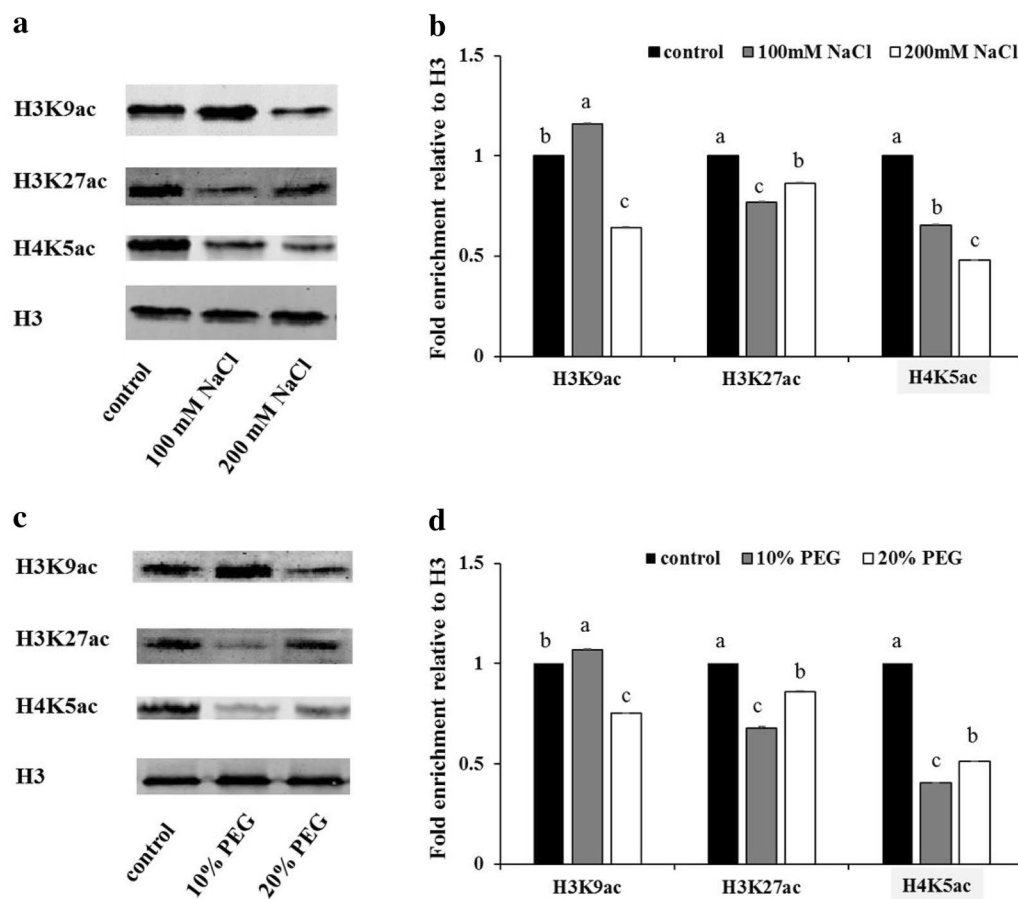 a
H3K9ac
H3K27ac
H4K5ac
H3
control
100 mM NaCl
200 mM NaCl
b
control 100mM NaCl 200mM NaCl
Fold enrichment relative to H3
1.5
1
0.5
0
b a c
a c b
a b c
H3K9ac H3K27ac H4K5ac
c
H3K9ac
H3K27ac
H4K5ac
H3
control
10% PEG
20% PEG
d
control 10% PEG 20% PEG
Fold enrichment relative to H3
1.5
1
0.5
0
b a c
a c b
a c b
H3K9ac H3K27ac H4K5ac